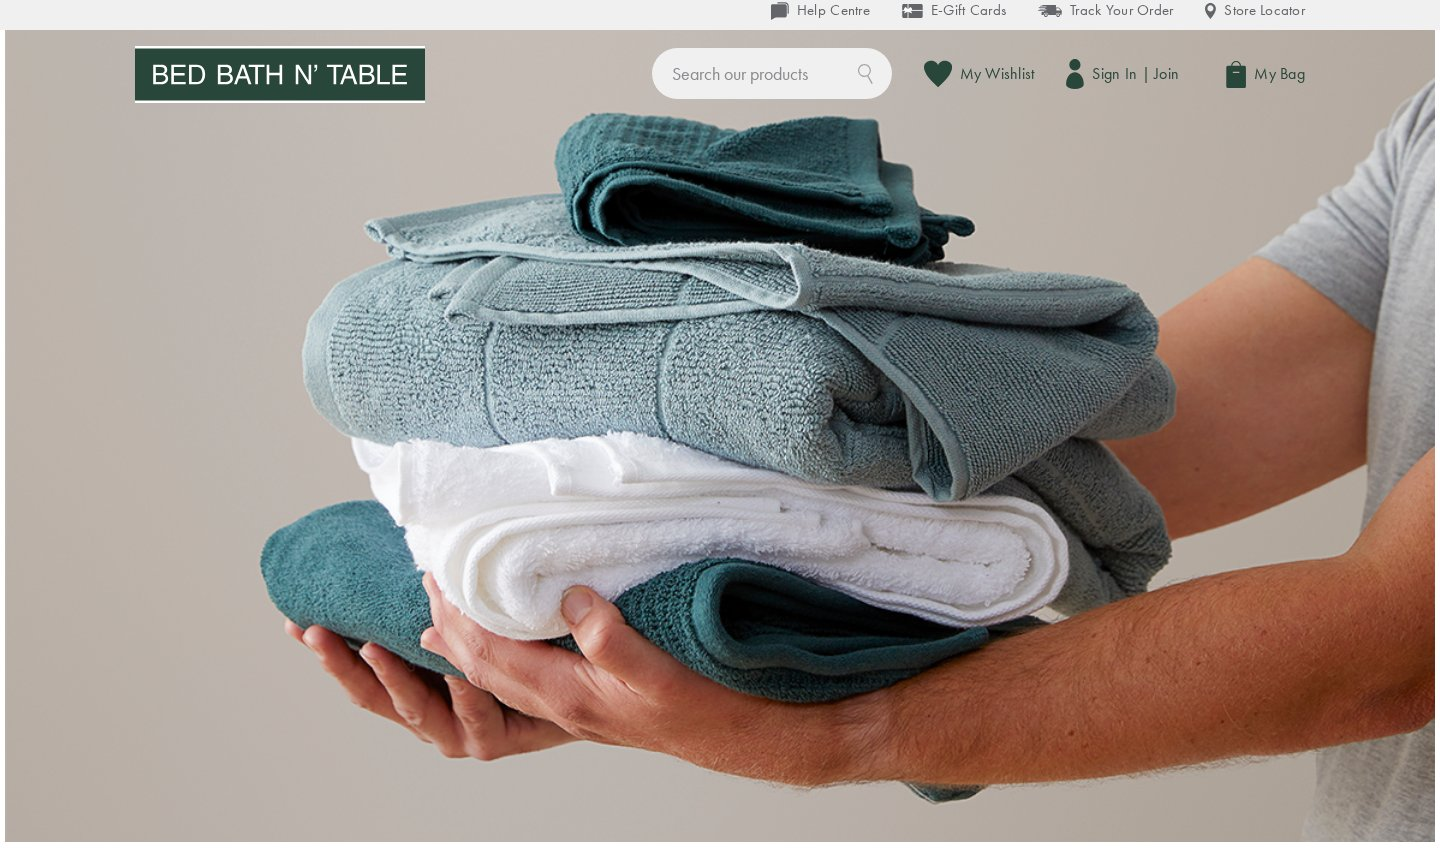 Help Centre
E-Gift Cards
Track Your Order
Store Locator
BED BATH N' TABLE
Search our products
My Wishlist
Sign In | Join
My Bag